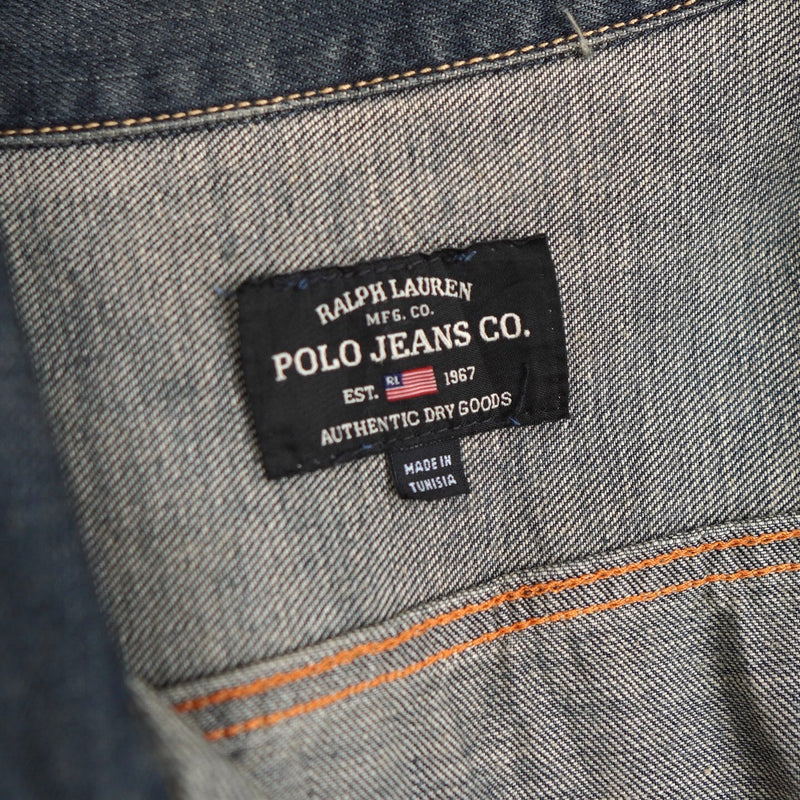 RALPH LAUREN
MFG. CO.
POLO JEANS CO.
EST. RL 1967
AUTHENTIC DRY GOODS
MADE IN
TUNISIA